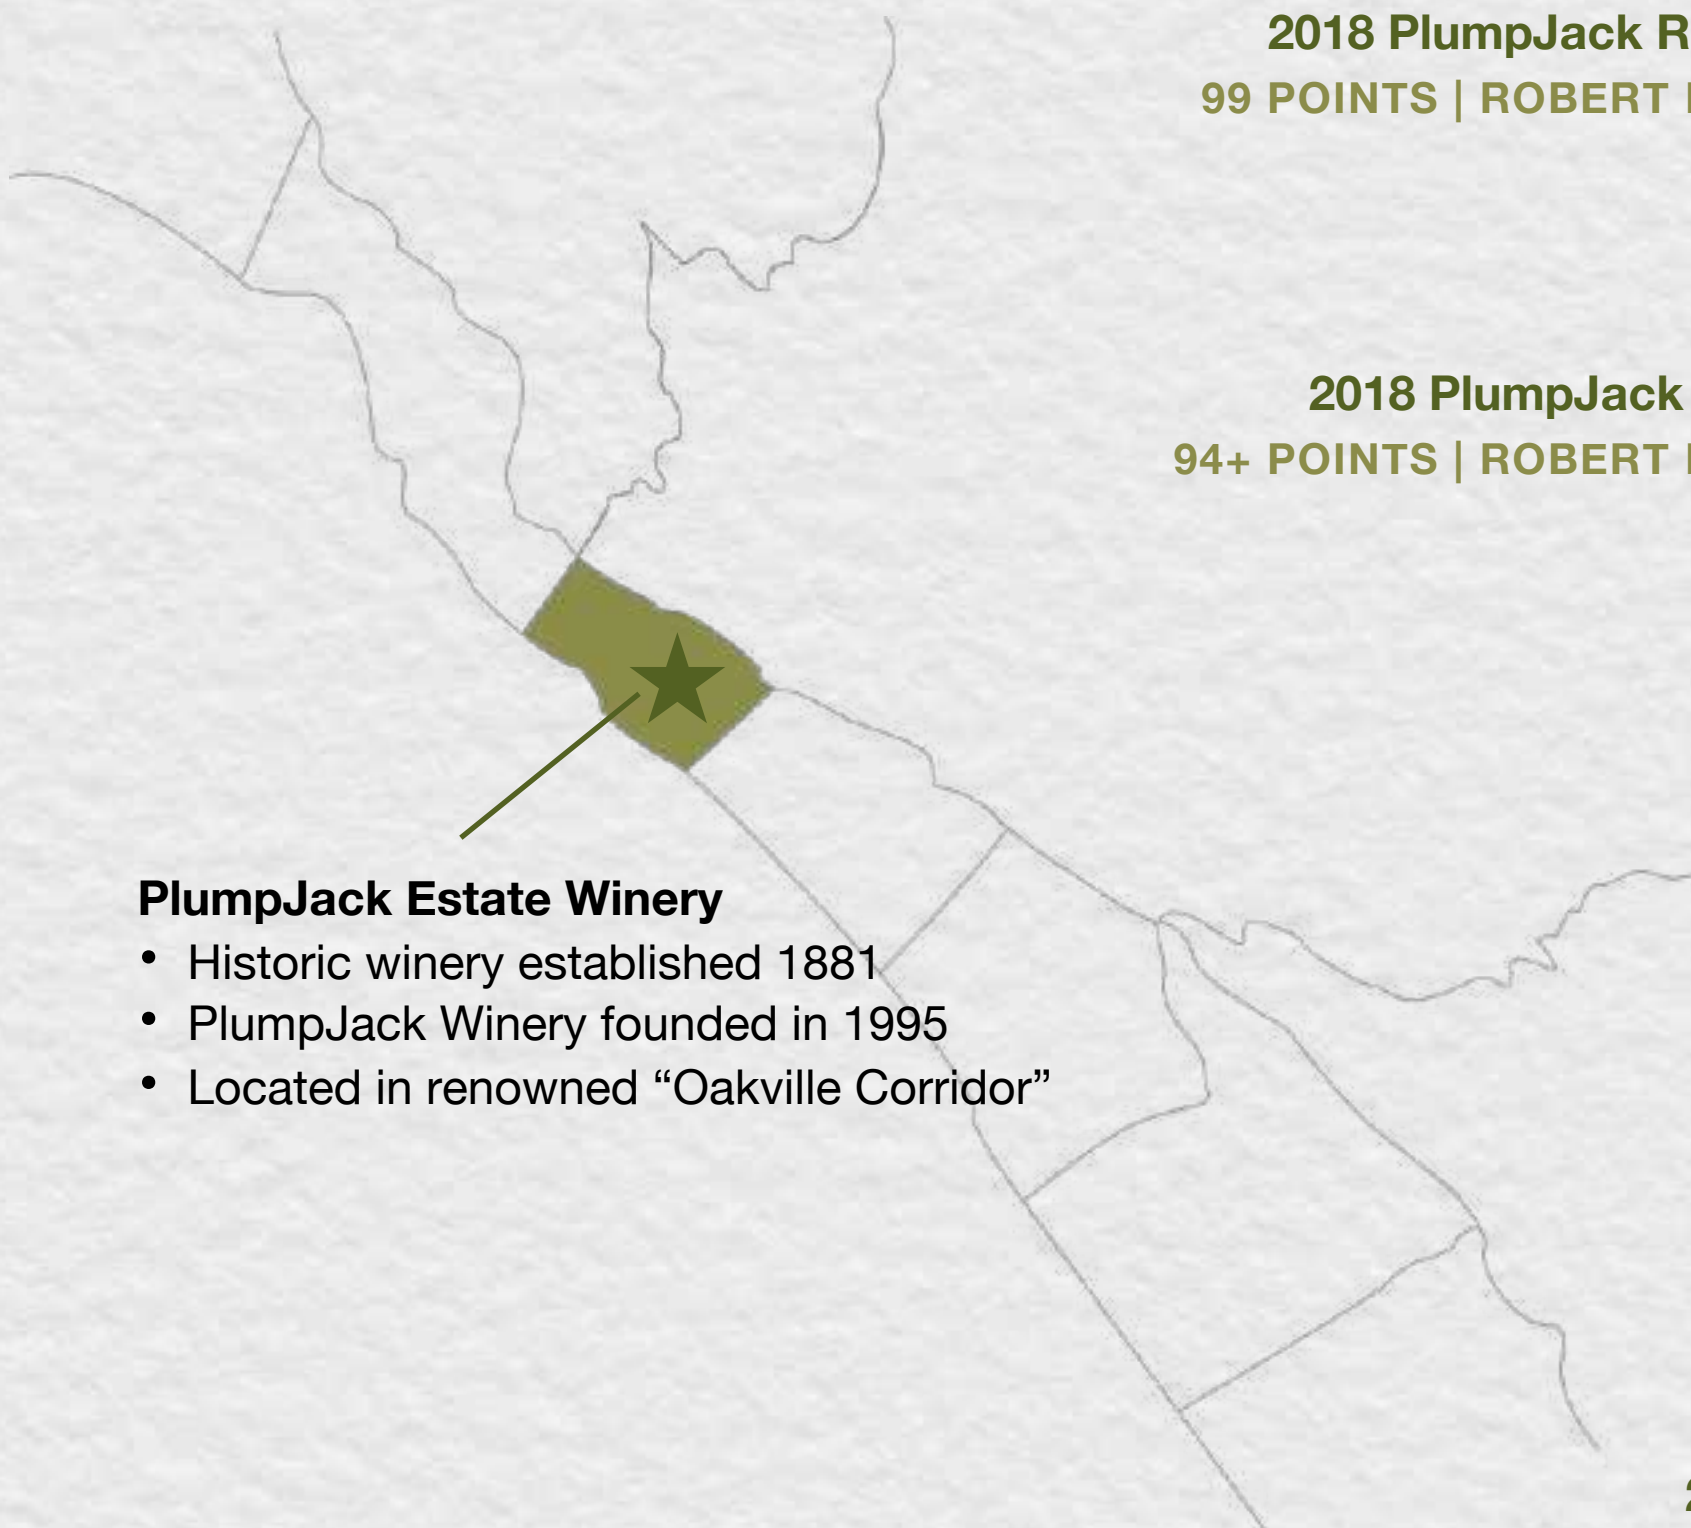 2018 PlumpJack
99 POINTS | ROBERT
2018 PlumpJack
94+ POINTS | ROBERT
PlumpJack Estate Winery
• Historic winery established 1881
• PlumpJack Winery founded in 1995
• Located in renowned “Oakville Corridor”